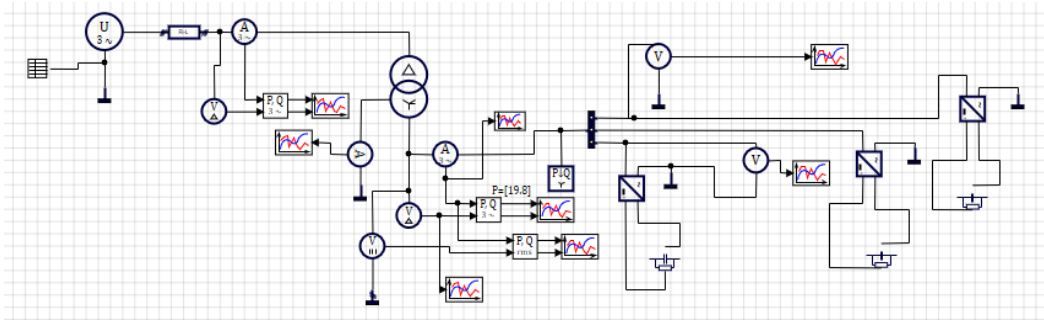 U
3 ~
R-L
A
3 ~
V
P, Q
3 ~
A
A
3 ~
V
V
P, Q
3 ~
P=[19.8]
P↓Q
P, Q
rms
V
V
~
~
~